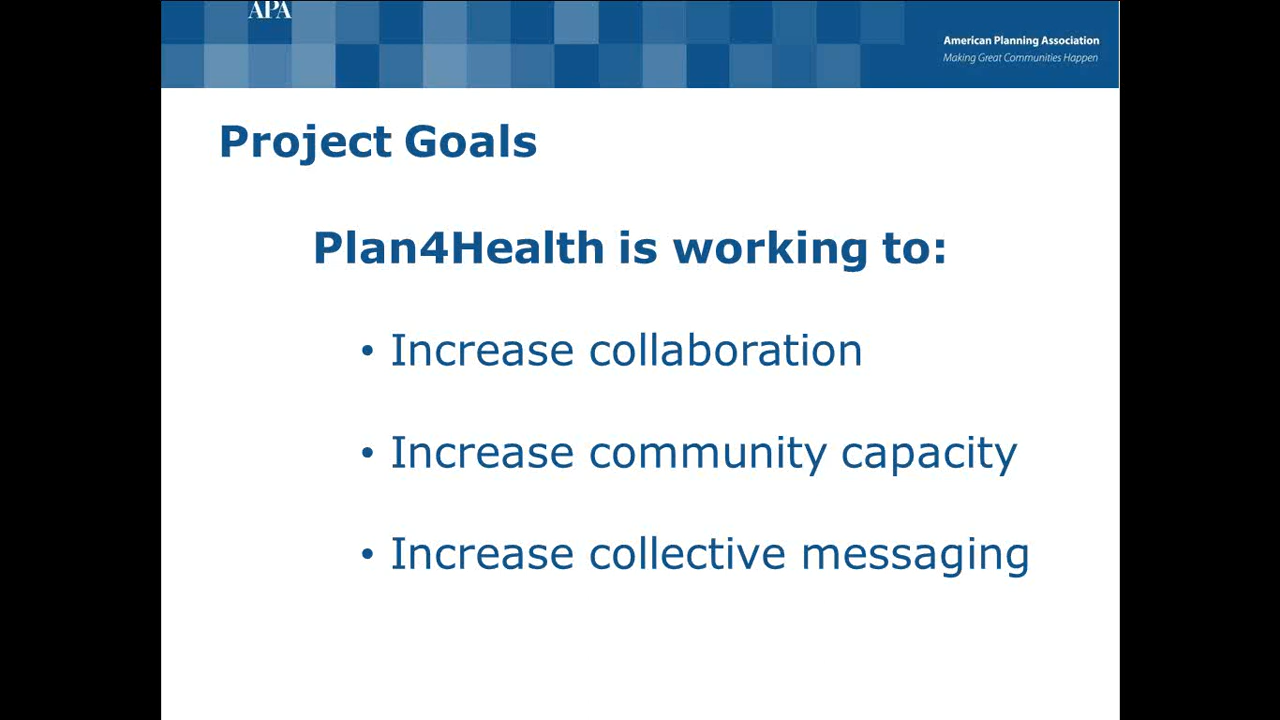 APA
American Planning Association
Making Great Communities Happen
Project Goals
Plan4Health is working to:
• Increase collaboration
• Increase community capacity
• Increase collective messaging